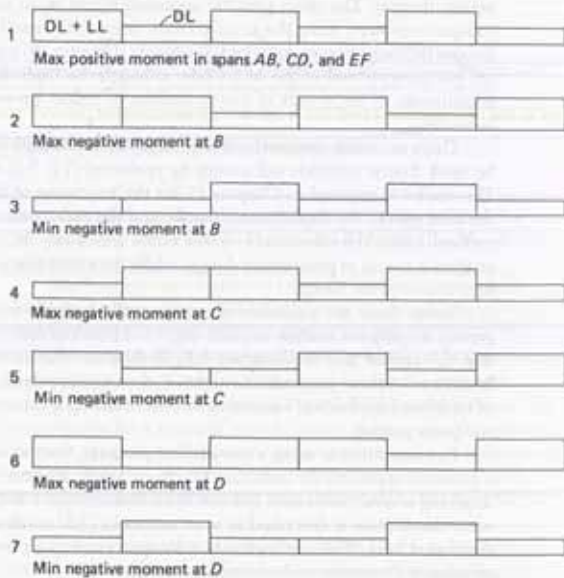 DL + LL
DL
1
Max positive moment in spans AB, CD, and EF
2
Max negative moment at B
3
Min negative moment at B
4
Max negative moment at C
5
Min negative moment at C
6
Max negative moment at D
7
Min negative moment at D